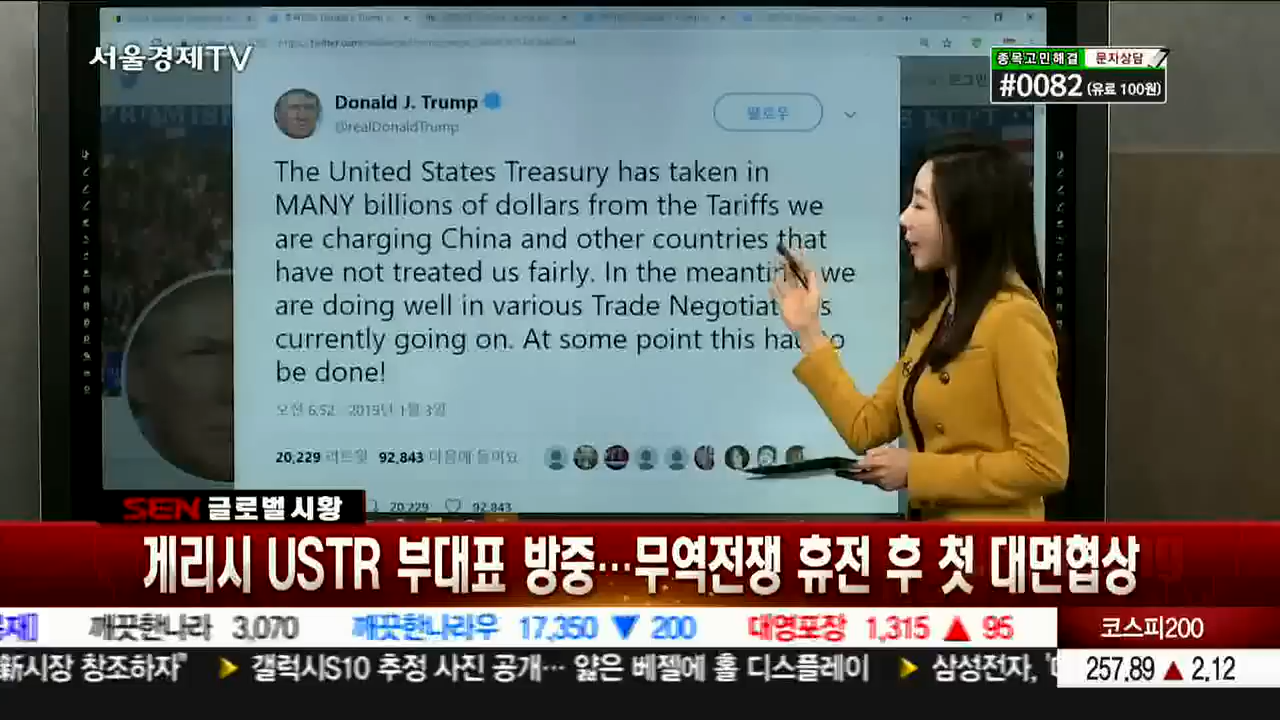 서울경제TV
종목고민해결 문자상담
#0082 (유료 100원)
Donald J. Trump
@realDonaldTrump
팔로우
The United States Treasury has taken in
MANY billions of dollars from the Tariffs we
are charging China and other countries that
have not treated us fairly. In the we
are doing well in various Trade
currently going on. At some point this
be done!
오전 6:52 - 2019년 1월 3일
20,229 리트윗 92,843 마음에 들어요
20,229 92,843
SEN 글로벌시황
게리시 USTR 부대표 방중…무역전쟁 휴전 후 첫 대면협상
깨끗한나라 3,070 깨끗한나라우 17,350 ▼ 200 대영포장 1,315 ▲ 95 코스피200
新시장 창조하자" ▶ 갤럭시S10 추정 사진 공개… 얇은 베젤에 홀 디스플레이 ▶ 삼성전자, 257.89 ▲ 2.12